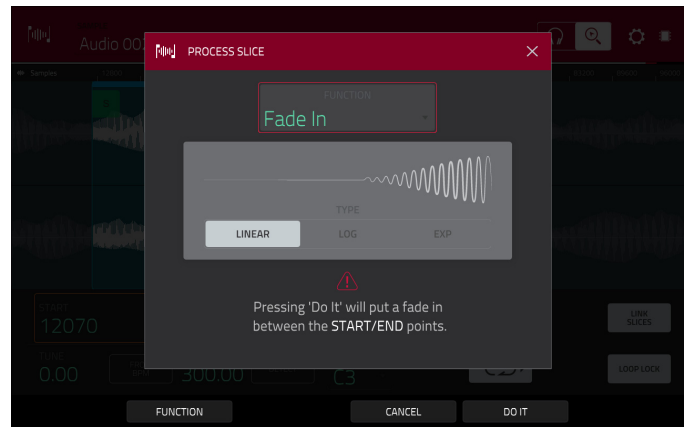 Audio 002
PROCESS SLICE
Samples
FUNCTION
Fade In
TYPE
LINEAR LOG EXP
Pressing 'Do It' will put a fade in
between the START/END points.
START
12070
LINK
SLICES
TUNE
0.00
300.00
C3
LOOP LOCK
FUNCTION CANCEL DO IT